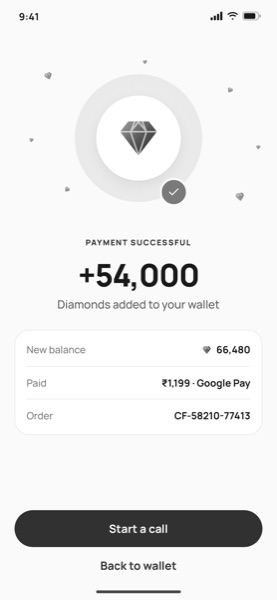 9:41
PAYMENT SUCCESSFUL
+54,000
Diamonds added to your wallet
New balance 66,480
Paid ₹1,199 · Google Pay
Order CF-58210-77413
Start a call
Back to wallet